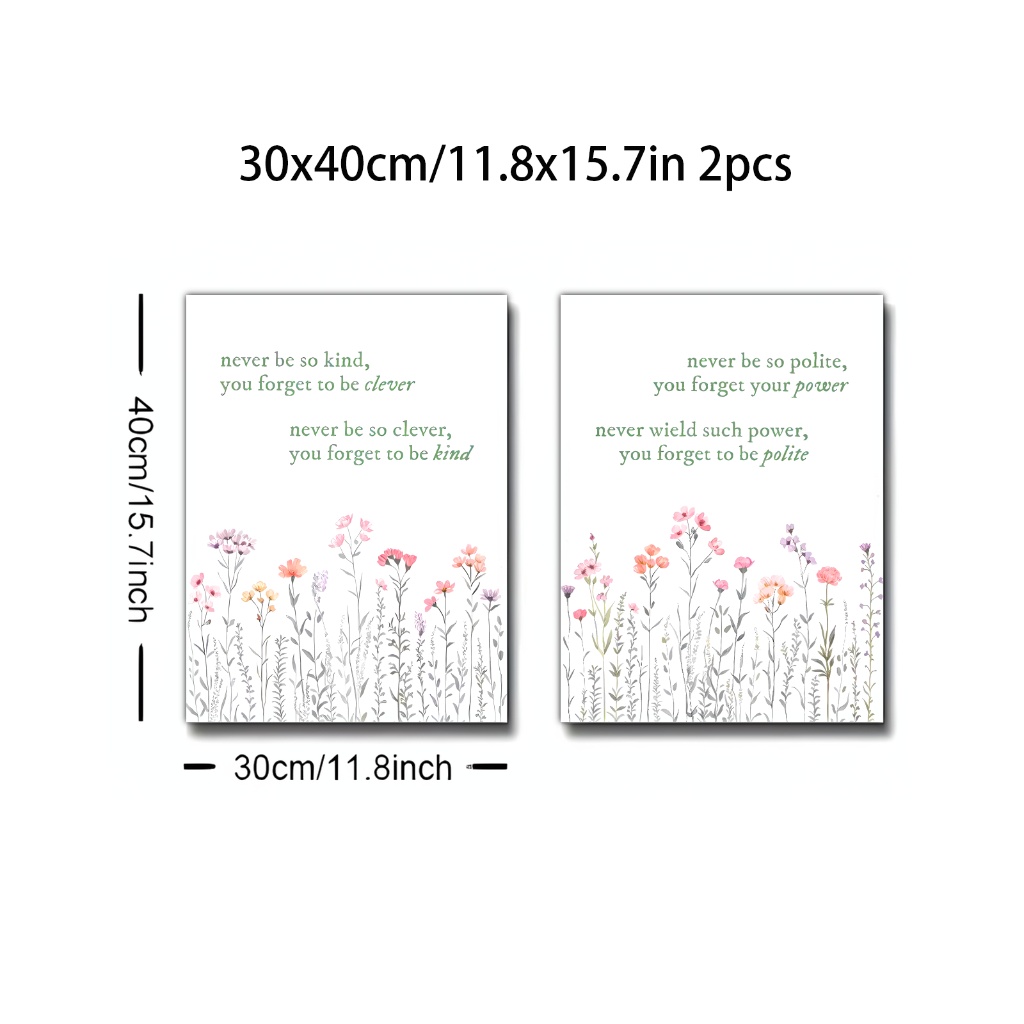 30x40cm/11.8x15.7in 2pcs
never be so kind,
you forget to be clever
never be so clever,
you forget to be kind
never be so polite,
you forget your power
never wield such power,
you forget to be polite
40cm/15.7inch
30cm/11.8inch